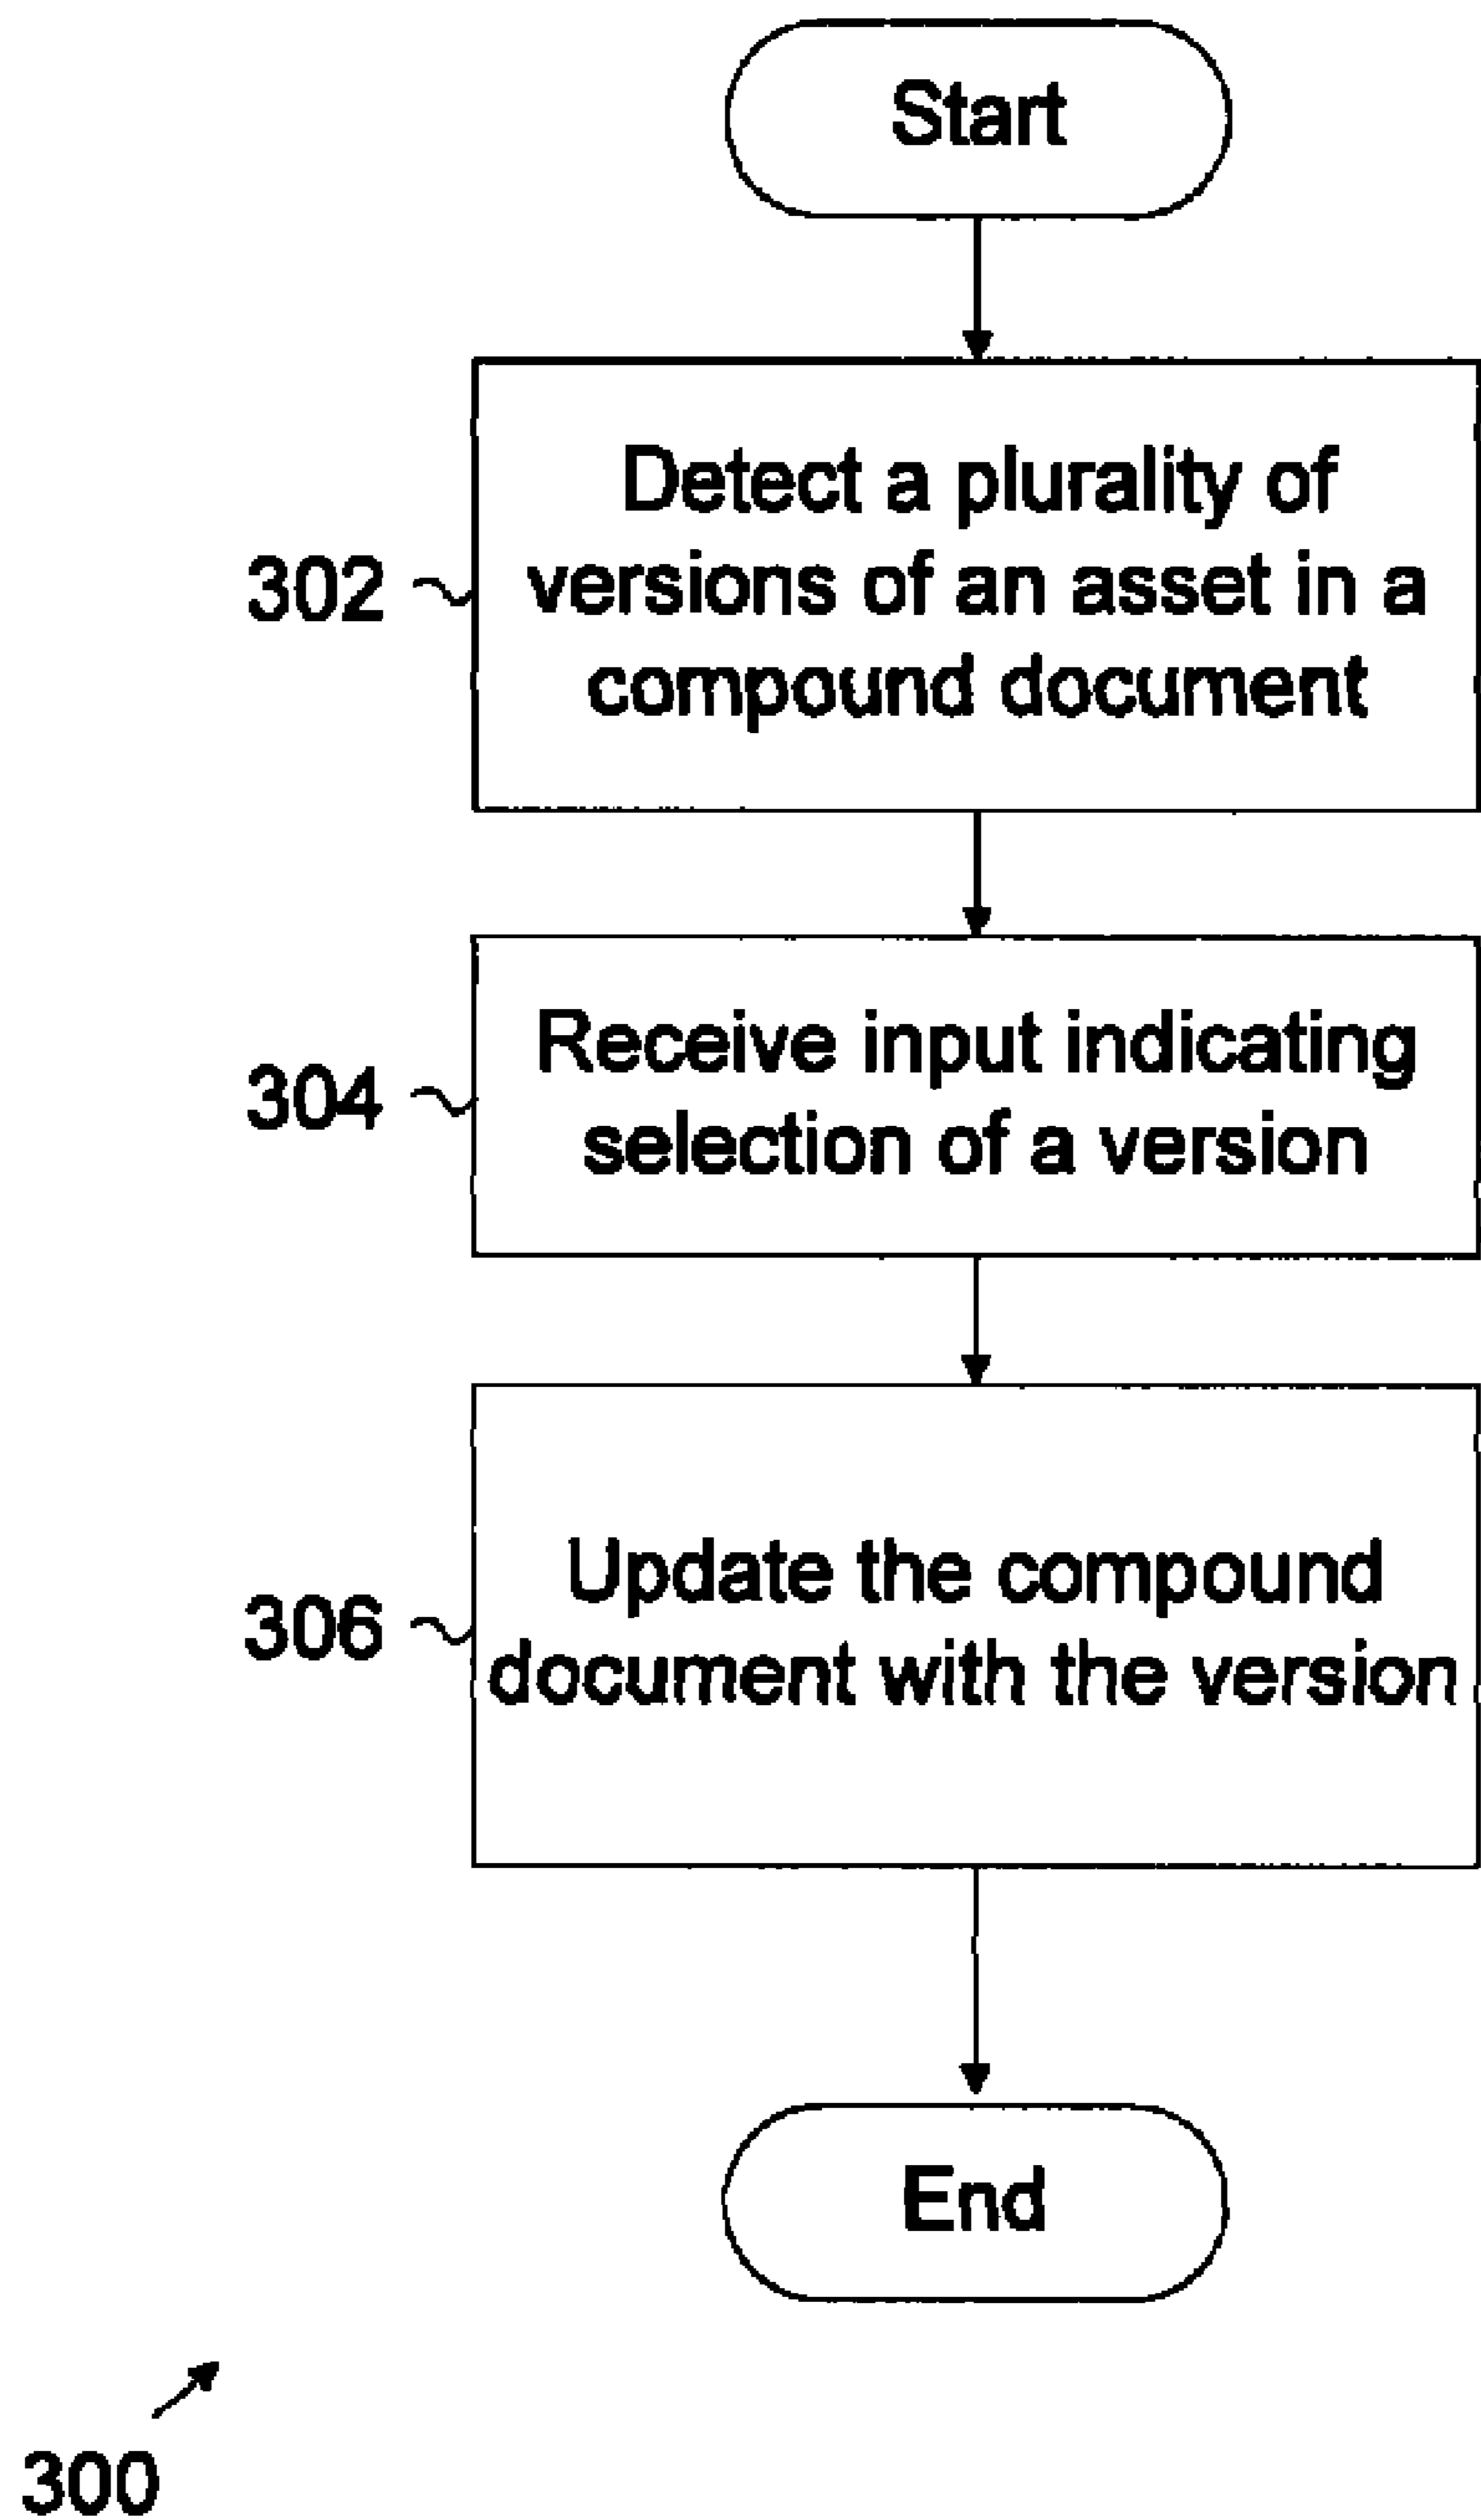 Start
302
Detect a plurality of
versions of an asset in a
compound document
304
Receive input indicating
selection of a version
306
Update the compound
document with the version
End
300